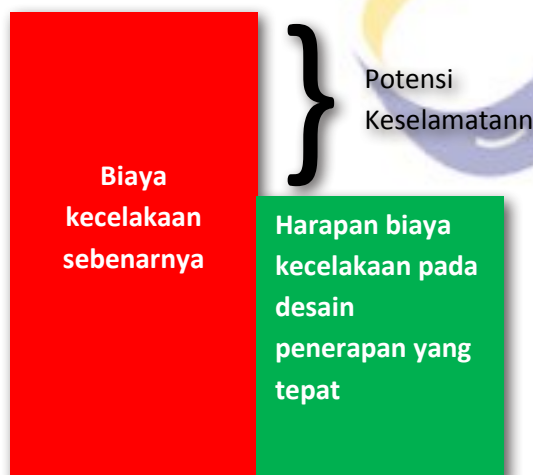 Potensi
Keselamatann
Biaya
kecelakaan
sebenarnya
Harapan biaya
kecelakaan pada
desain
penerapan yang
tepat